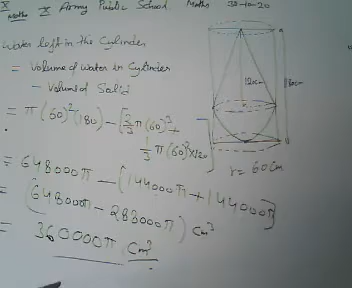 X Maths X Army Public School. Maths 30-10-20
Water left in the Cylinder
= Volume of Water in Cylinder
- Volume of Solid
= π(60)²(180) - [2/3 π(60)³ +
1/3 π(60)²×120
= 648000π - (144000π + 144000π)
= (648000π - 288000π) cm³
= 360000π cm³
120cm
180cm
r = 60cm